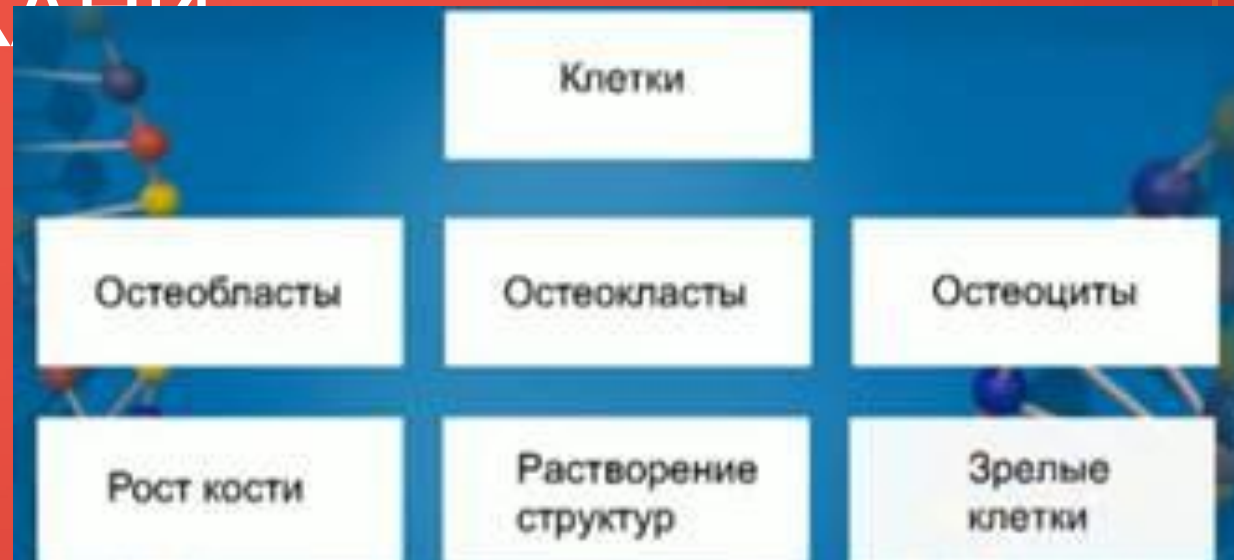 Клетки
Остеобласты Остеокласты Остеоциты
Рост кости
Растворение
структур
Зрелые
клетки